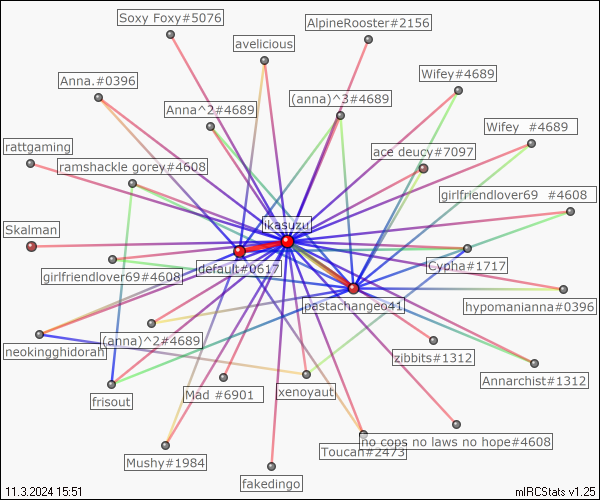 Soxy Foxy#5076
AlpineRooster#2156
avelicious
Anna.#0396
Wifey#4689
Anna^2#4689
(anna)^3#4689
Wifey  #4689
rattgaming
ace deucy#7097
ramshackle gorey#4608
girlfriendlover69  #4608
Skalman
ikasuzu
girlfriendlover69#4608
default#0617
Cypha#1717
pastachangeo41
hypomanianna#0396
(anna)^2#4689
neokingghidorah
zibbits#1312
Annarchist#1312
frisout
Mad #6901
xenoyaut
no cops no laws no hope#4608
Toucan#2473
Mushy#1984
fakedingo
11.3.2024 15:51
mIRCStats v1.25